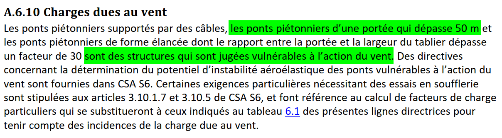 A.6.10 Charges dues au vent
Les ponts piétonniers supportés par des câbles, les ponts piétonniers d'une portée qui dépasse 50 m et
les ponts piétonniers de forme élancée dont le rapport entre la portée et la largeur du tablier dépasse
un facteur de 30 sont des structures qui sont jugées vulnérables à l'action du vent. Des directives
concernant la détermination du potentiel d'instabilité aéroélastique des ponts vulnérables à l'action du
vent sont fournies dans CSA S6. Certaines exigences particulières nécessitant des essais en soufflerie
sont stipulées aux articles 3.10.1.7 et 3.10.5 de CSA S6, et font référence au calcul de facteurs de charge
particuliers qui se substitueront à ceux indiqués au tableau 6.1 des présentes lignes directrices pour
tenir compte des incidences de la charge due au vent.